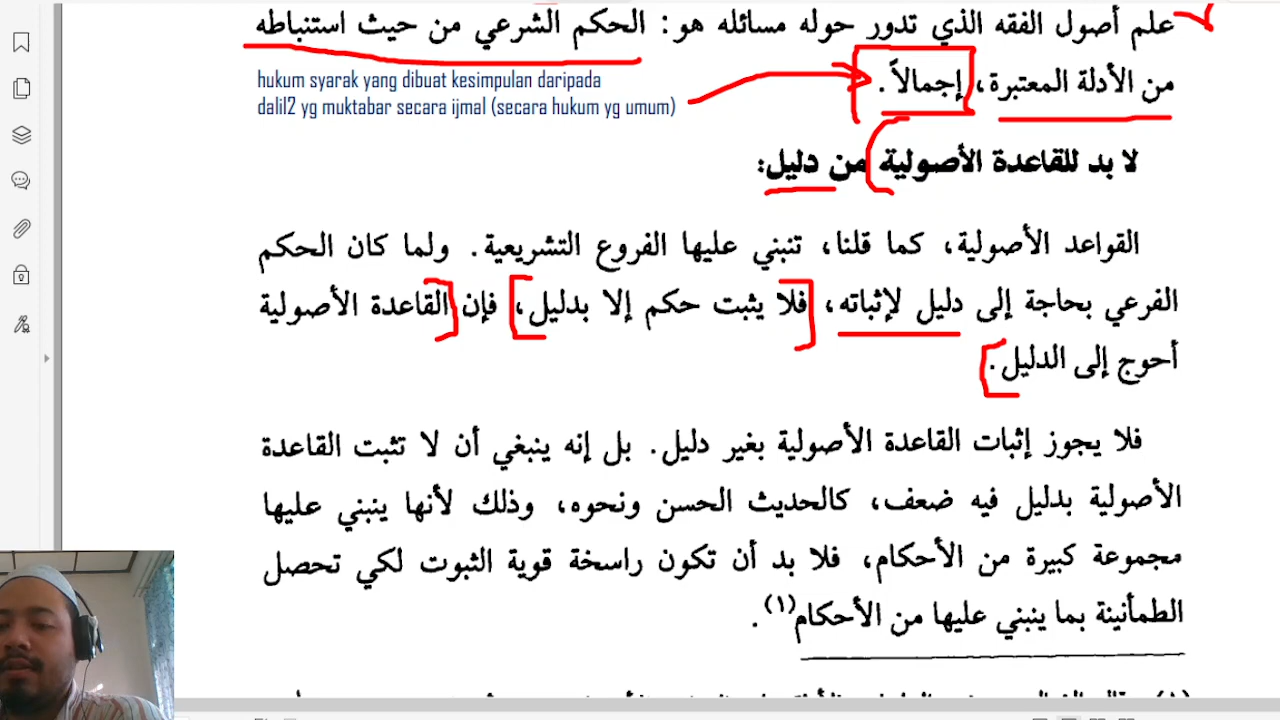 علم أصول الفقه الذي تدور حوله مسائله هو: الحكم الشرعي من حيث استنباطه
من الأدلة المعتبرة، إجمالاً.
hukum syarak yang dibuat kesimpulan daripada
dalil2 yg muktabar secara ijmal (secara hukum yg umum)
لا بد للقاعدة الأصولية من دليل:
القواعد الأصولية، كما قلنا، تنبني عليها الفروع التشريعية. ولما كان الحكم
الفرعي بحاجة إلى دليل لإثباته، فلا يثبت حكم إلا بدليل، فإن القاعدة الأصولية
أحوج إلى الدليل.
فلا يجوز إثبات القاعدة الأصولية بغير دليل. بل إنه ينبغي أن لا تثبت القاعدة
الأصولية بدليل فيه ضعف، كالحديث الحسن ونحوه، وذلك لأنها ينبني عليها
مجموعة كبيرة من الأحكام، فلا بد أن تكون راسخة قوية الثبوت لكي تحصل
الطمأنينة بما ينبني عليها من الأحكام(١).